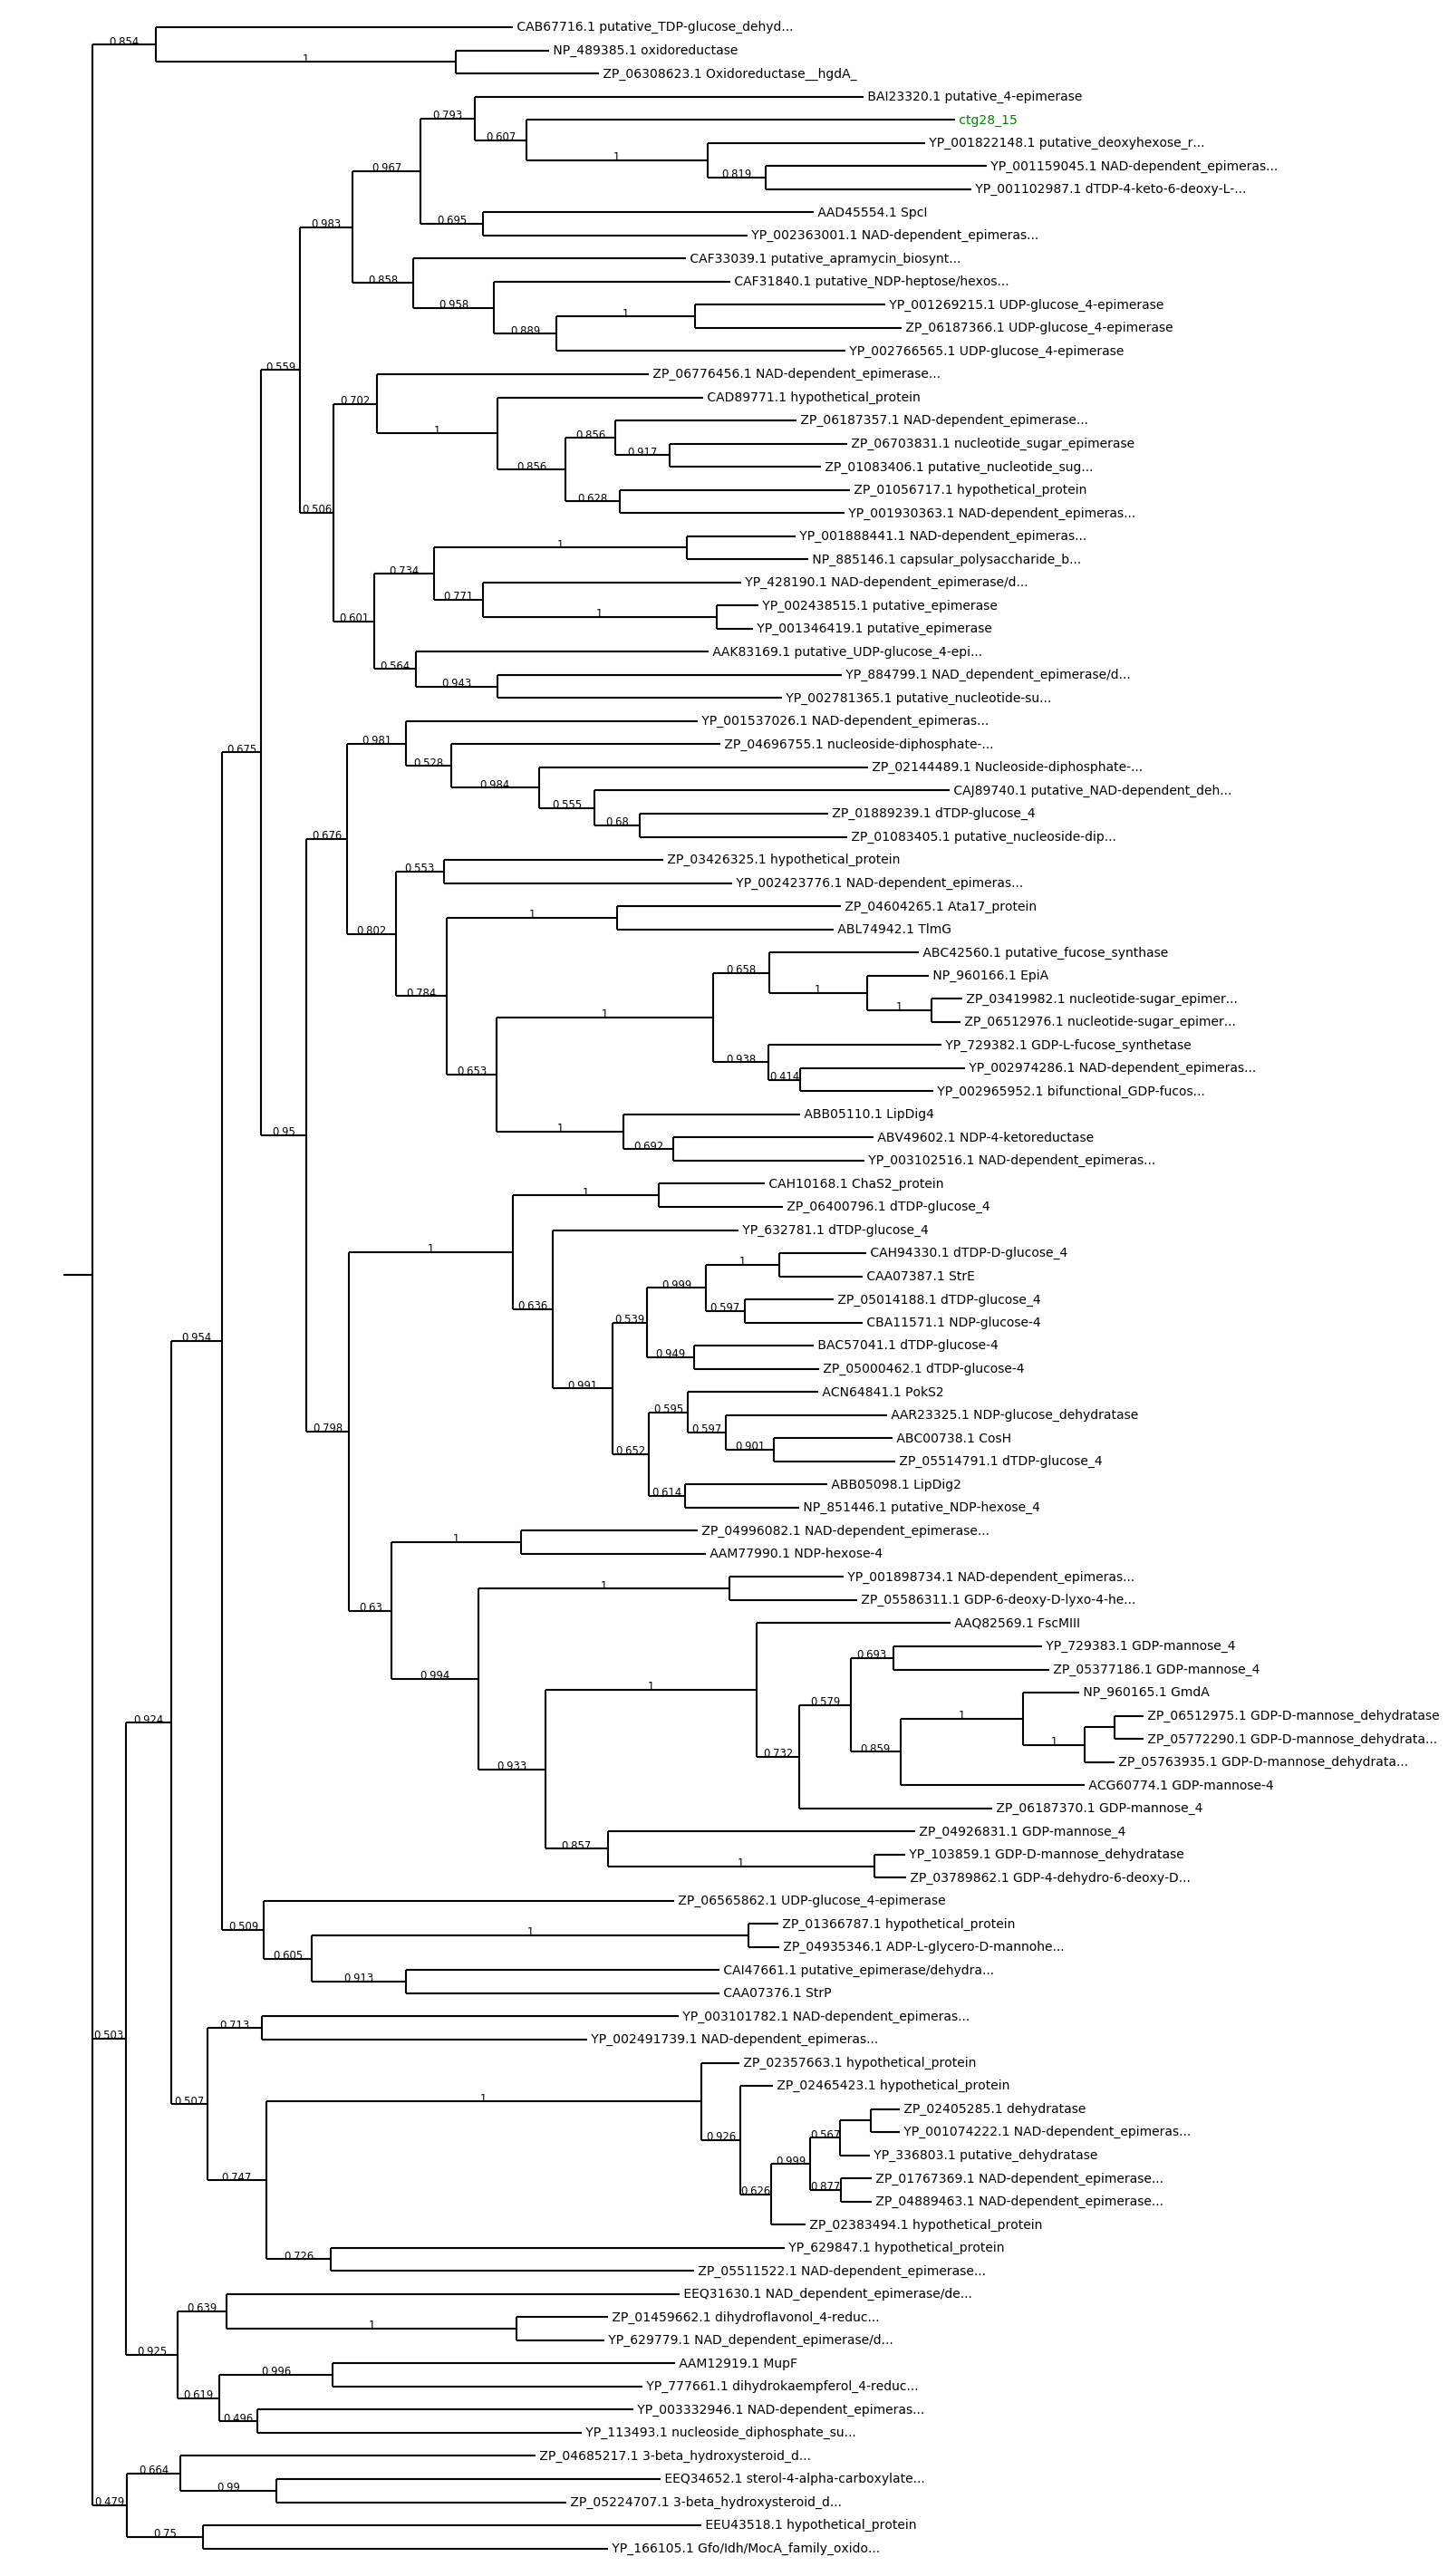 CAB67716.1 putative_TDP-glucose_dehyd...
0.854
NP_489385.1 oxidoreductase
1
ZP_06308623.1 Oxidoreductase__hgdA_
BAI23320.1 putative_4-epimerase
0.793
ctg28_15
0.607
YP_001822148.1 putative_deoxyhexose_r...
1
0.967
YP_001159045.1 NAD-dependent_epimeras...
0.819
YP_001102987.1 dTDP-4-keto-6-deoxy-L-...
AAD45554.1 SpcI
0.695
0.983
YP_002363001.1 NAD-dependent_epimeras...
CAF33039.1 putative_apramycin_biosynt...
0.858
CAF31840.1 putative_NDP-heptose/hexos...
0.958
YP_001269215.1 UDP-glucose_4-epimerase
1
ZP_06187366.1 UDP-glucose_4-epimerase
0.889
YP_002766565.1 UDP-glucose_4-epimerase
0.559
ZP_06776456.1 NAD-dependent_epimerase...
0.702
CAD89771.1 hypothetical_protein
1
ZP_06187357.1 NAD-dependent_epimerase...
0.856
ZP_06703831.1 nucleotide_sugar_epimerase
0.917
0.856
ZP_01083406.1 putative_nucleotide_sug...
ZP_01056717.1 hypothetical_protein
0.628
0.506
YP_001930363.1 NAD-dependent_epimeras...
YP_001888441.1 NAD-dependent_epimeras...
1
NP_885146.1 capsular_polysaccharide_b...
0.734
YP_428190.1 NAD-dependent_epimerase/d...
0.771
YP_002438515.1 putative_epimerase
1
0.601
YP_001346419.1 putative_epimerase
AAK83169.1 putative_UDP-glucose_4-epi...
0.564
YP_884799.1 NAD_dependent_epimerase/d...
0.943
YP_002781365.1 putative_nucleotide-su...
YP_001537026.1 NAD-dependent_epimeras...
0.981
0.675
ZP_04696755.1 nucleoside-diphosphate-...
0.528
ZP_02144489.1 Nucleoside-diphosphate-...
0.984
CAJ89740.1 putative_NAD-dependent_deh...
0.555
ZP_01889239.1 dTDP-glucose_4
0.68
0.676
ZP_01083405.1 putative_nucleoside-dip...
ZP_03426325.1 hypothetical_protein
0.553
YP_002423776.1 NAD-dependent_epimeras...
ZP_04604265.1 Ata17_protein
1
0.802
ABL74942.1 TlmG
ABC42560.1 putative_fucose_synthase
0.658
NP_960166.1 EpiA
1
0.784
ZP_03419982.1 nucleotide-sugar_epimer...
1
1
ZP_06512976.1 nucleotide-sugar_epimer...
YP_729382.1 GDP-L-fucose_synthetase
0.938
0.653
YP_002974286.1 NAD-dependent_epimeras...
0.414
YP_002965952.1 bifunctional_GDP-fucos...
ABB05110.1 LipDig4
1
0.95
ABV49602.1 NDP-4-ketoreductase
0.692
YP_003102516.1 NAD-dependent_epimeras...
CAH10168.1 ChaS2_protein
1
ZP_06400796.1 dTDP-glucose_4
YP_632781.1 dTDP-glucose_4
1
CAH94330.1 dTDP-D-glucose_4
1
CAA07387.1 StrE
0.999
ZP_05014188.1 dTDP-glucose_4
0.636
0.597
0.539
CBA11571.1 NDP-glucose-4
0.954
BAC57041.1 dTDP-glucose-4
0.949
ZP_05000462.1 dTDP-glucose-4
0.991
ACN64841.1 PokS2
0.595
AAR23325.1 NDP-glucose_dehydratase
0.798
0.597
ABC00738.1 CosH
0.901
0.652
ZP_05514791.1 dTDP-glucose_4
ABB05098.1 LipDig2
0.614
NP_851446.1 putative_NDP-hexose_4
ZP_04996082.1 NAD-dependent_epimerase...
1
AAM77990.1 NDP-hexose-4
YP_001898734.1 NAD-dependent_epimeras...
1
ZP_05586311.1 GDP-6-deoxy-D-lyxo-4-he...
0.63
AAQ82569.1 FscMIII
YP_729383.1 GDP-mannose_4
0.693
ZP_05377186.1 GDP-mannose_4
0.994
1
NP_960165.1 GmdA
0.579
ZP_06512975.1 GDP-D-mannose_dehydratase
1
0.924
ZP_05772290.1 GDP-D-mannose_dehydrata...
1
0.859
0.732
ZP_05763935.1 GDP-D-mannose_dehydrata...
0.933
ACG60774.1 GDP-mannose-4
ZP_06187370.1 GDP-mannose_4
ZP_04926831.1 GDP-mannose_4
0.857
YP_103859.1 GDP-D-mannose_dehydratase
1
ZP_03789862.1 GDP-4-dehydro-6-deoxy-D...
ZP_06565862.1 UDP-glucose_4-epimerase
0.509
ZP_01366787.1 hypothetical_protein
1
ZP_04935346.1 ADP-L-glycero-D-mannohe...
0.605
CAI47661.1 putative_epimerase/dehydra...
0.913
CAA07376.1 StrP
YP_003101782.1 NAD-dependent_epimeras...
0.713
0.503
YP_002491739.1 NAD-dependent_epimeras...
ZP_02357663.1 hypothetical_protein
ZP_02465423.1 hypothetical_protein
1
0.507
ZP_02405285.1 dehydratase
YP_001074222.1 NAD-dependent_epimeras...
0.567
0.926
YP_336803.1 putative_dehydratase
0.999
ZP_01767369.1 NAD-dependent_epimerase...
0.747
0.877
0.626
ZP_04889463.1 NAD-dependent_epimerase...
ZP_02383494.1 hypothetical_protein
YP_629847.1 hypothetical_protein
0.726
ZP_05511522.1 NAD-dependent_epimerase...
EEQ31630.1 NAD_dependent_epimerase/de...
0.639
ZP_01459662.1 dihydroflavonol_4-reduc...
1
YP_629779.1 NAD_dependent_epimerase/d...
0.925
AAM12919.1 MupF
0.996
YP_777661.1 dihydrokaempferol_4-reduc...
0.619
YP_003332946.1 NAD-dependent_epimeras...
0.496
YP_113493.1 nucleoside_diphosphate_su...
ZP_04685217.1 3-beta_hydroxysteroid_d...
0.664
EEQ34652.1 sterol-4-alpha-carboxylate...
0.99
0.479
ZP_05224707.1 3-beta_hydroxysteroid_d...
EEU43518.1 hypothetical_protein
0.75
YP_166105.1 Gfo/Idh/MocA_family_oxido...